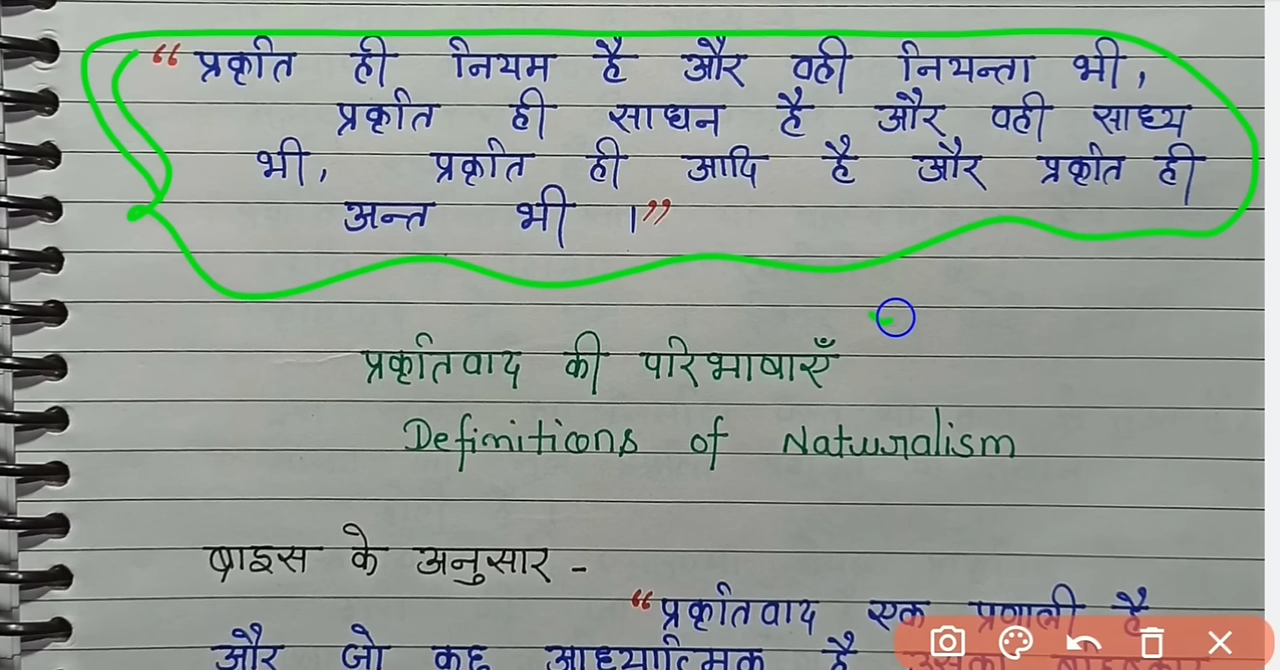 “प्रकृति ही नियम है और वही नियन्ता भी,
प्रकृति ही साधन है और वही साध्य
भी, प्रकृति ही आदि है और प्रकृति ही
अन्त भी ।”
प्रकृतिवाद की परिभाषाएँ
Definitions of Naturalism
ब्राइस के अनुसार -
“प्रकृतिवाद एक प्रणाली है
और जो कुछ आध्यात्मिक है